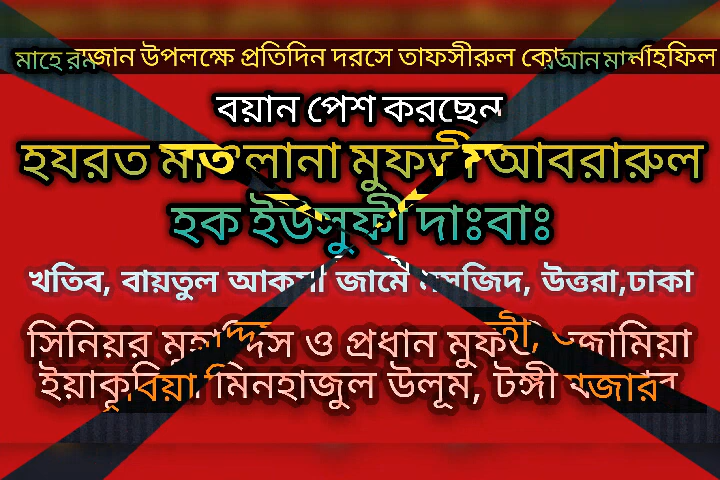 মাহে রমজান উপলক্ষে প্রতিদিন দরসে তাফসীরুল কোরআন মাহফিল
বয়ান পেশ করছেন
হযরত মাওলানা মুফতী আবরারুল
হক ইউসুফী দাঃবাঃ
খতিব, বায়তুল আকসা জামে মসজিদ, উত্তরা,ঢাকা
সিনিয়র মুহাদ্দিস ও প্রধান মুফতী, জামিয়া
ইয়াকুবিয়া মিনহাজুল উলূম, টঙ্গী বাজার